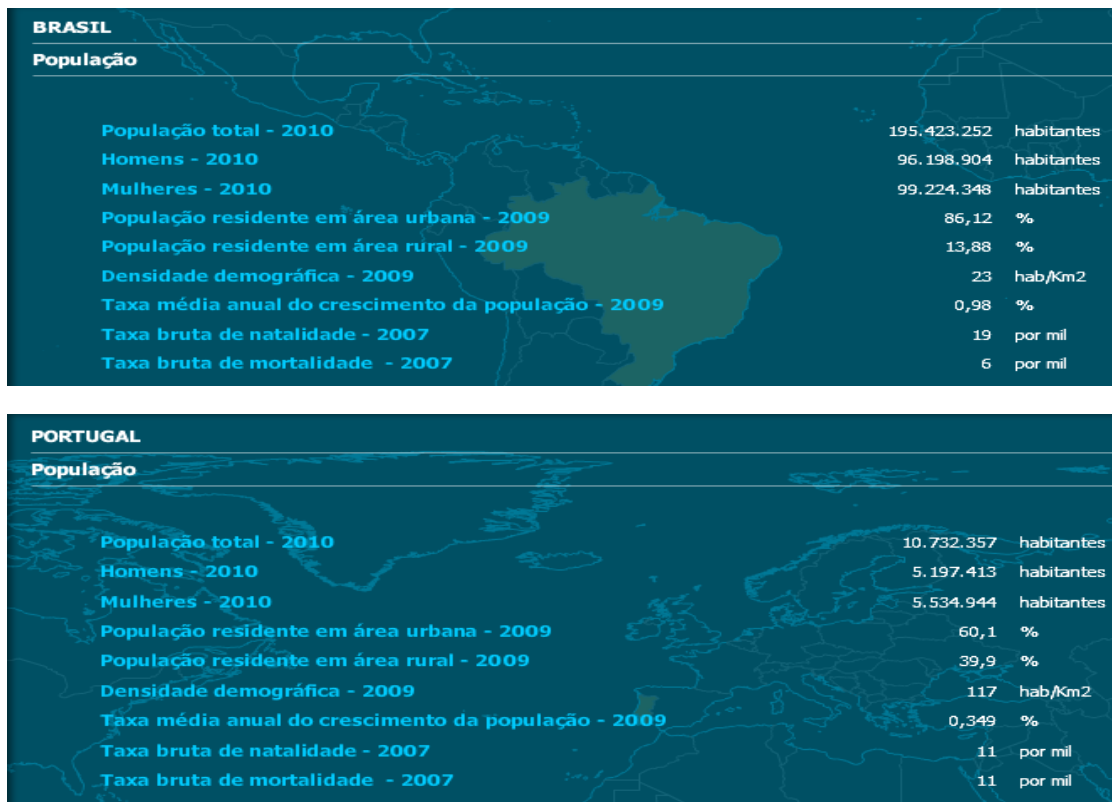 BRASIL
População
População total - 2010 195.423.252 habitantes
Homens - 2010 96.198.904 habitantes
Mulheres - 2010 99.224.348 habitantes
População residente em área urbana - 2009 86,12 %
População residente em área rural - 2009 13,88 %
Densidade demográfica - 2009 23 hab/Km2
Taxa média anual do crescimento da população - 2009 0,98 %
Taxa bruta de natalidade - 2007 19 por mil
Taxa bruta de mortalidade - 2007 6 por mil
PORTUGAL
População
População total - 2010 10.732.357 habitantes
Homens - 2010 5.197.413 habitantes
Mulheres - 2010 5.534.944 habitantes
População residente em área urbana - 2009 60,1 %
População residente em área rural - 2009 39,9 %
Densidade demográfica - 2009 117 hab/Km2
Taxa média anual do crescimento da população - 2009 0,349 %
Taxa bruta de natalidade - 2007 11 por mil
Taxa bruta de mortalidade - 2007 11 por mil